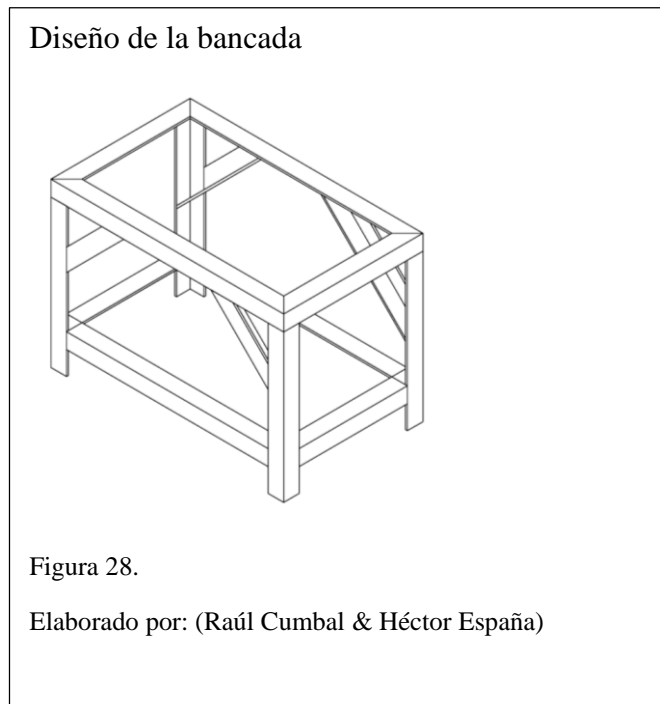 Diseño de la bancada
Figura 28.
Elaborado por: (Raúl Cumbal & Héctor España)